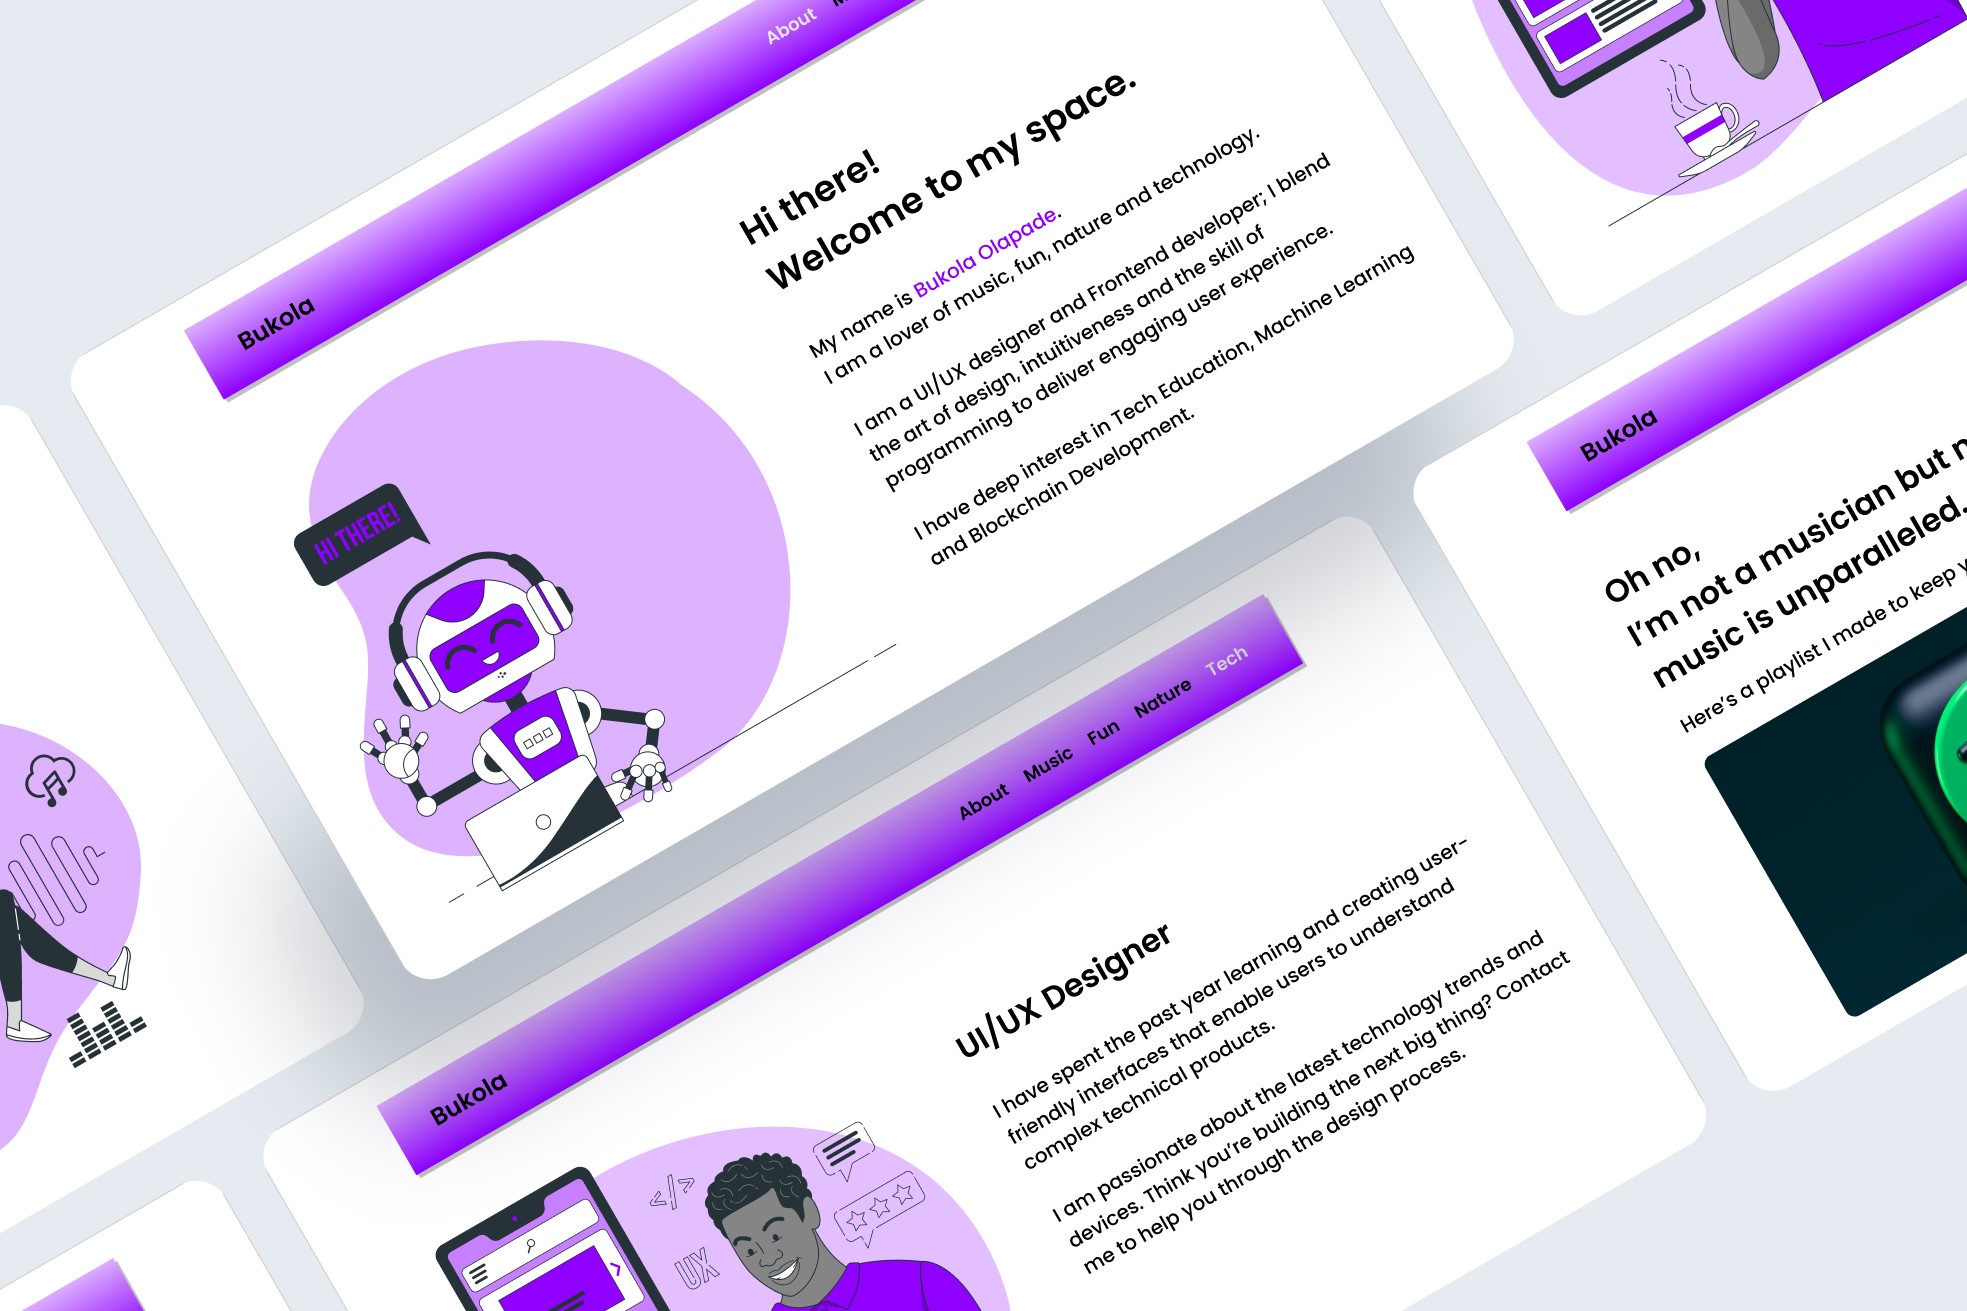 Bukola
About
Hi there!
Welcome to my space.
My name is Bukola Olapade.
I am a lover of music, fun, nature and technology.
I am a UI/UX designer and Frontend developer; I blend
the art of design, intuitiveness and the skill of
programming to deliver engaging user experience.
I have deep interest in Tech Education, Machine Learning
and Blockchain Development.
HI THERE!
Bukola
About Music Fun Nature Tech
UI/UX Designer
I have spent the past year learning and creating user-
friendly interfaces that enable users to understand
complex technical products.
I am passionate about the latest technology trends and
devices. Think you're building the next big thing? Contact
me to help you through the design process.
</>
UX
Bukola
Oh no,
I'm not a musician but
music is unparalleled.
Here's a playlist I made to keep